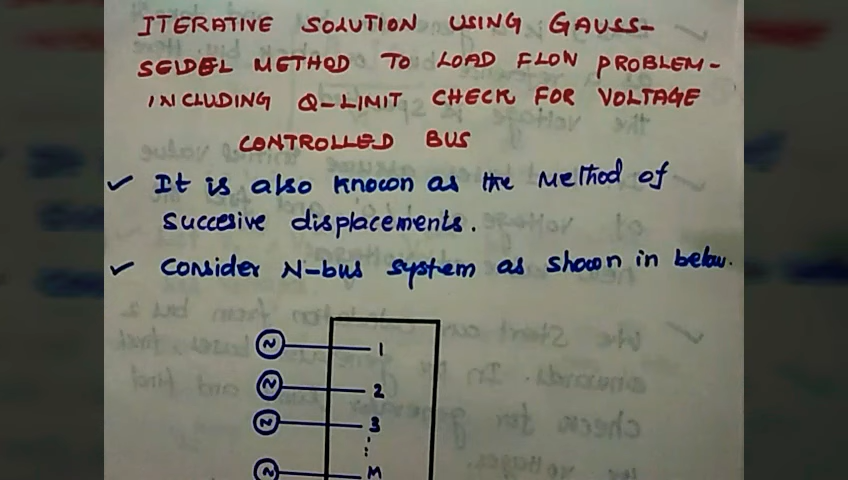 ITERATIVE SOLUTION USING GAUSS-
SEIDEL METHOD TO LOAD FLOW PROBLEM-
INCLUDING Q-LIMIT CHECK FOR VOLTAGE
CONTROLLED BUS
✓ It is also known as the Method of
succesive displacements.
✓ Consider N-bus system as shown in below.
~ 1
~ 2
~ 3
~ M